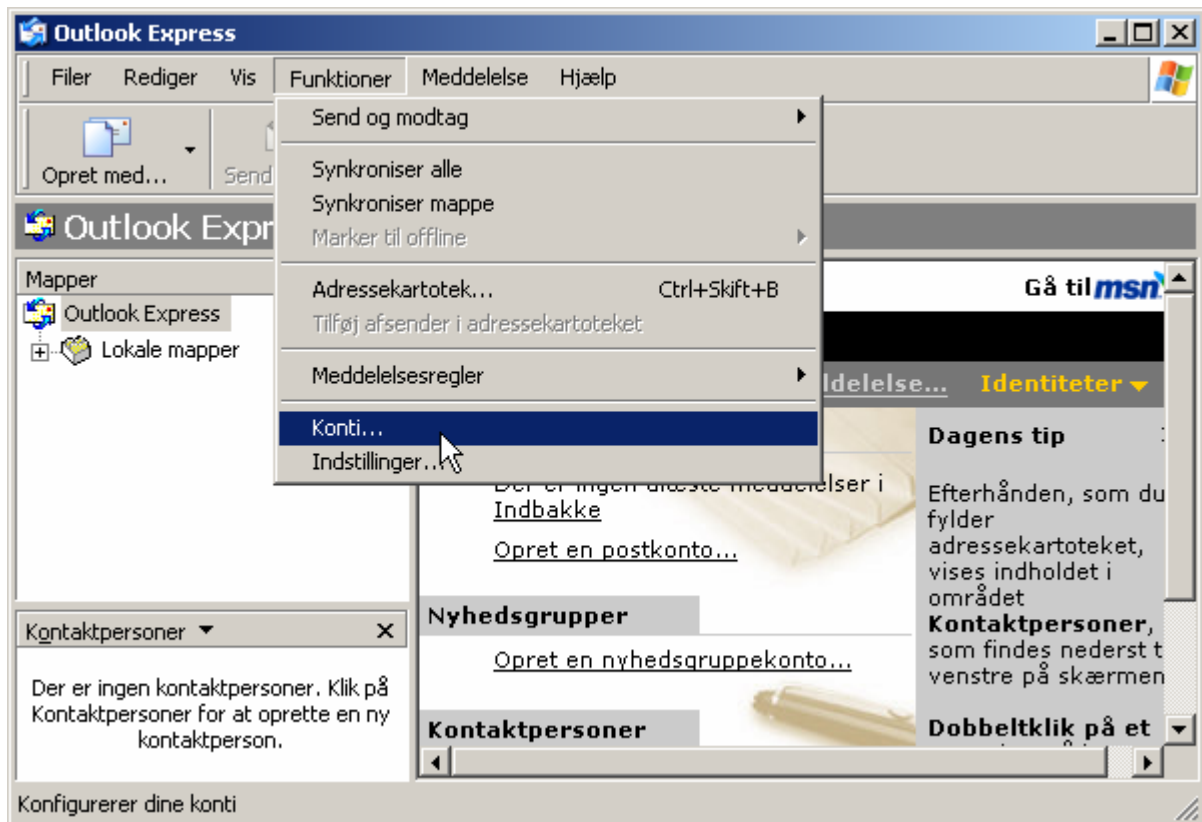 Outlook Express
Filer Rediger Vis Funktioner Meddelelse Hjælp
Opret med...
Send
Send og modtag
Synkroniser alle
Synkroniser mappe
Marker til offline
Adressekartotek... Ctrl+Skift+B
Tilføj afsender i adressekartoteket
Meddelelsesregler
Konti...
Indstillinger...
Outlook Expr
Mapper
Outlook Express
Lokale mapper
Kontaktpersoner
Der er ingen kontaktpersoner. Klik på
Kontaktpersoner for at oprette en ny
kontaktperson.
Gå til msn
ldelelse... Identiteter
Der er ingen ulæste meddelelser i
Indbakke
Opret en postkonto...
Nyhedsgrupper
Opret en nyhedsgruppekonto...
Kontaktpersoner
Dagens tip
Efterhånden, som du
fylder
adressekartoteket,
vises indholdet i
området
Kontaktpersoner,
som findes nederst t
venstre på skærmen
Dobbeltklik på et
Konfigurerer dine konti